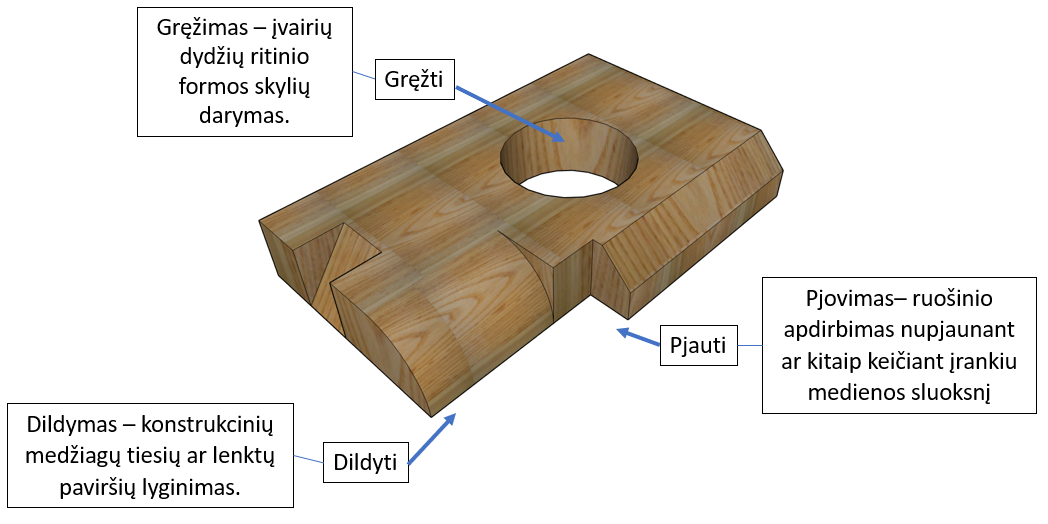 Gręžimas – įvairių
dydžių ritinio
formos skylių
darymas.
Gręžti
Pjovimas– ruošinio
apdirbimas nupjaunant
ar kitaip keičiant įrankiu
medienos sluoksnį
Pjauti
Dildymas – konstrukcinių
medžiagų tiesių ar lenktų
paviršių lyginimas.
Dildyti